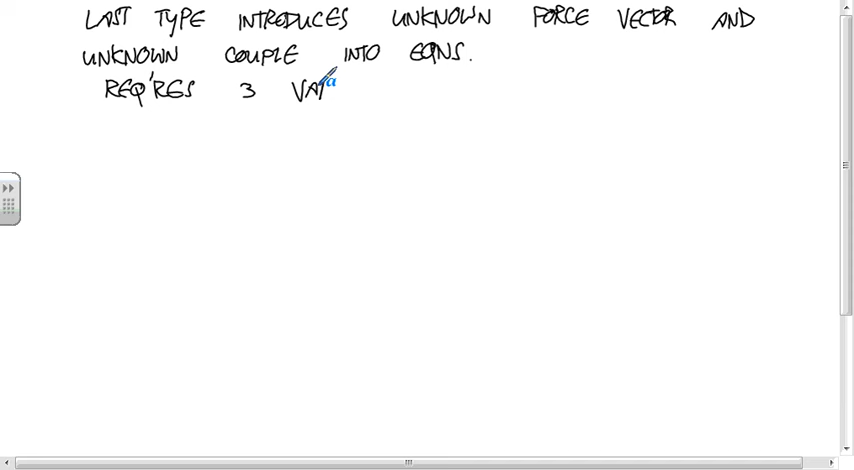 LAST TYPE INTRODUCES UNKNOWN FORCE VECTOR AND
UNKNOWN COUPLE INTO EQNS.
REQ'RES 3